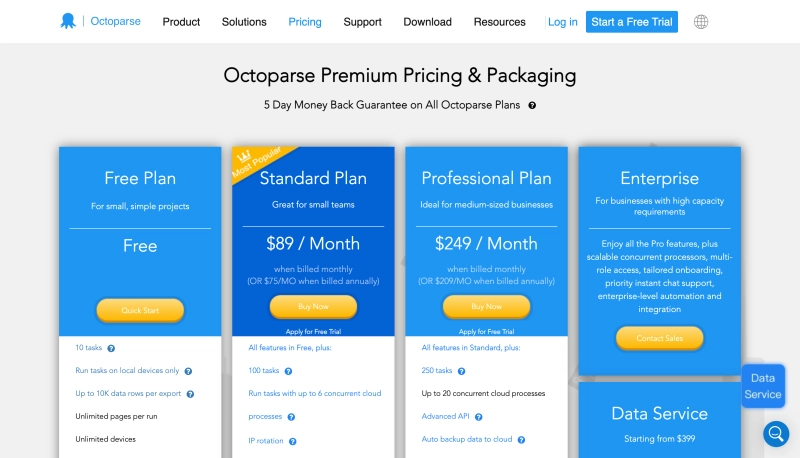 Octoparse
Product
Solutions
Pricing
Support
Download
Resources
Log in
Start a Free Trial
Octoparse Premium Pricing & Packaging
5 Day Money Back Guarantee on All Octoparse Plans
Free Plan
For small, simple projects
Free
Quick Start
10 tasks
Run tasks on local devices only
Up to 10K data rows per export
Unlimited pages per run
Unlimited devices
Most Popular
Standard Plan
Great for small teams
$89 / Month
when billed monthly
(OR $75/MO when billed annually)
Buy Now
Apply for Free Trial
All features in Free, plus:
100 tasks
Run tasks with up to 6 concurrent cloud
processes
IP rotation
Professional Plan
Ideal for medium-sized businesses
$249 / Month
when billed monthly
(OR $209/MO when billed annually)
Buy Now
Apply for Free Trial
All features in Standard, plus:
250 tasks
Up to 20 concurrent cloud processes
Advanced API
Auto backup data to cloud
Enterprise
For businesses with high capacity
requirements
Enjoy all the Pro features, plus
scalable concurrent processors, multi-
role access, tailored onboarding,
priority instant chat support,
enterprise-level automation and
integration
Contact Sales
Data Service
Starting from $399
Data
Service